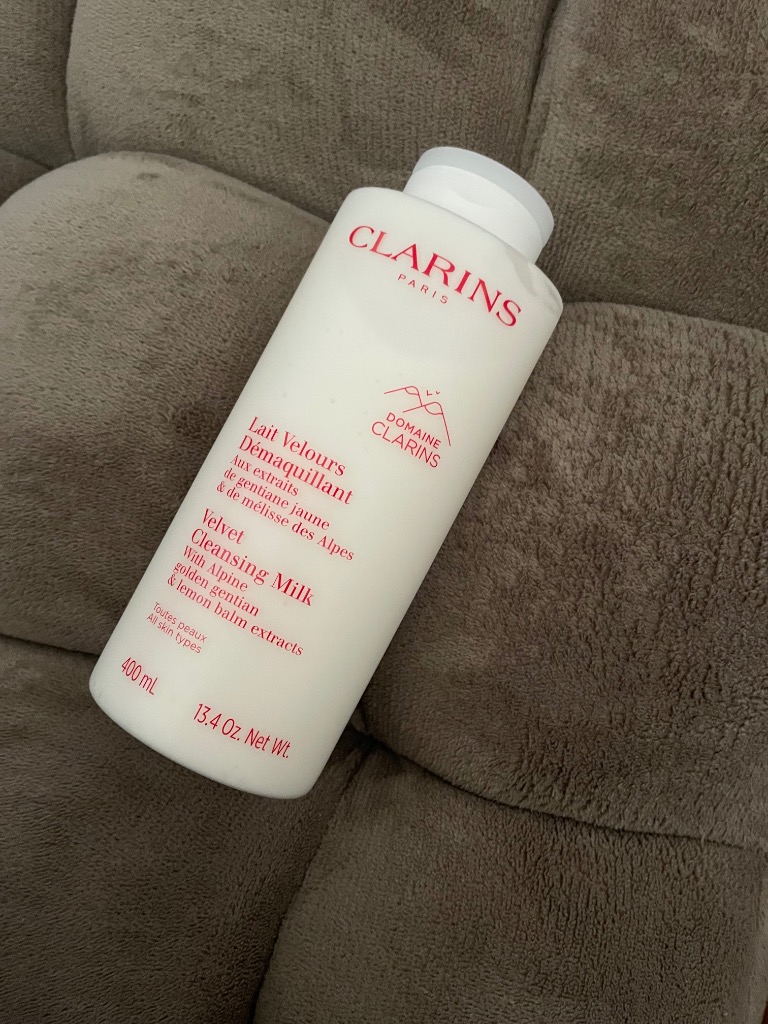 CLARINS
PARIS
DOMAINE
CLARINS
Lait Velours
Démaquillant
Aux extraits
de gentiane jaune
& de mélisse des Alpes
Velvet
Cleansing Milk
With Alpine
golden gentian
& lemon balm extracts
Toutes peaux
All skin types
400 mL
13.4 Oz. Net Wt.